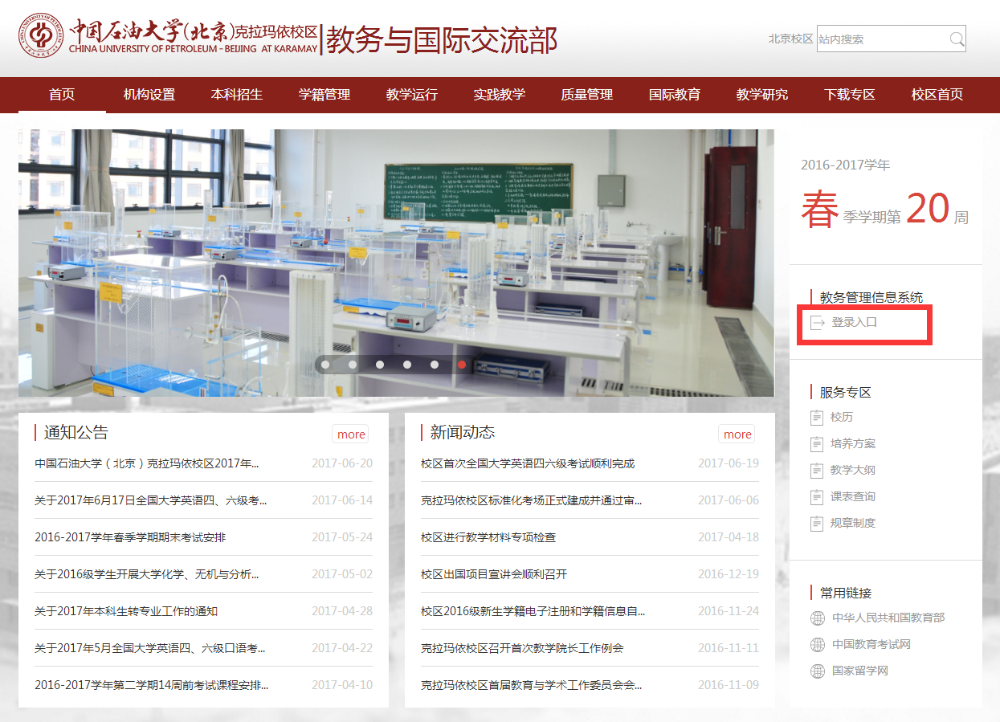 中国石油大学(北京)克拉玛依校区
CHINA UNIVERSITY OF PETROLEUM - BEIJING AT KARAMAY
教务与国际交流部
北京校区 站内搜索
首页 机构设置 本科招生 学籍管理 教学运行 实践教学 质量管理 国际教育 教学研究 下载专区 校区首页
2016-2017学年
春 季学期第 20 周
教务管理信息系统
登录入口
服务专区
校历
培养方案
教学大纲
课表查询
规章制度
常用链接
中华人民共和国教育部
中国教育考试网
国家留学网
通知公告 more
中国石油大学（北京）克拉玛依校区2017年... 2017-06-20
关于2017年6月17日全国大学英语四、六级考... 2017-06-14
2016-2017学年春季学期期末考试安排 2017-05-24
关于2016级学生开展大学化学、无机与分析... 2017-05-02
关于2017年本科生转专业工作的通知 2017-04-28
关于2017年5月全国大学英语四、六级口语考... 2017-04-22
2016-2017学年第二学期14周前考试课程安排... 2017-04-10
新闻动态 more
校区首次全国大学英语四六级考试顺利完成 2017-06-19
克拉玛依校区标准化考场正式建成并通过审... 2017-06-06
校区进行教学材料专项检查 2017-04-18
校区出国项目宣讲会顺利召开 2016-12-19
校区2016级新生学籍电子注册和学籍信息自... 2016-11-24
克拉玛依校区召开首次教学院长工作例会 2016-11-11
克拉玛依校区首届教育与学术工作委员会会... 2016-11-09